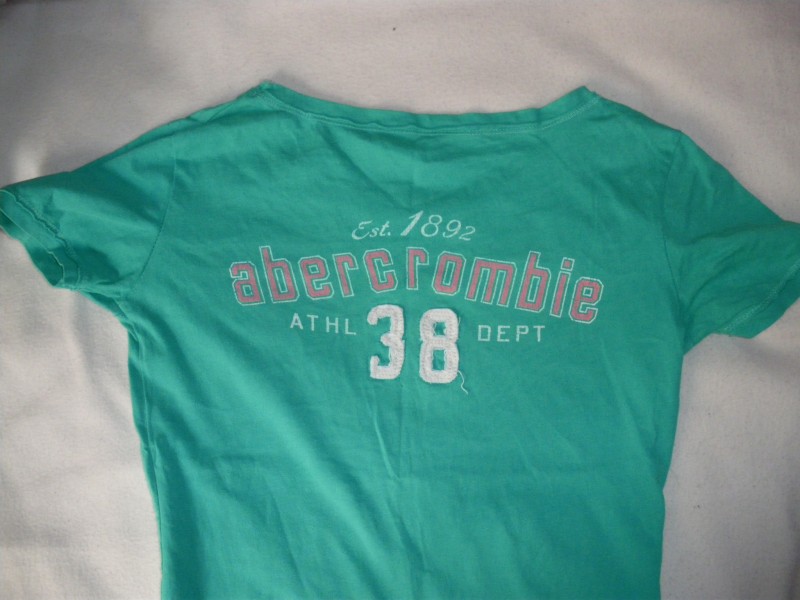 Est. 1892
abercrombie
ATHL 38 DEPT